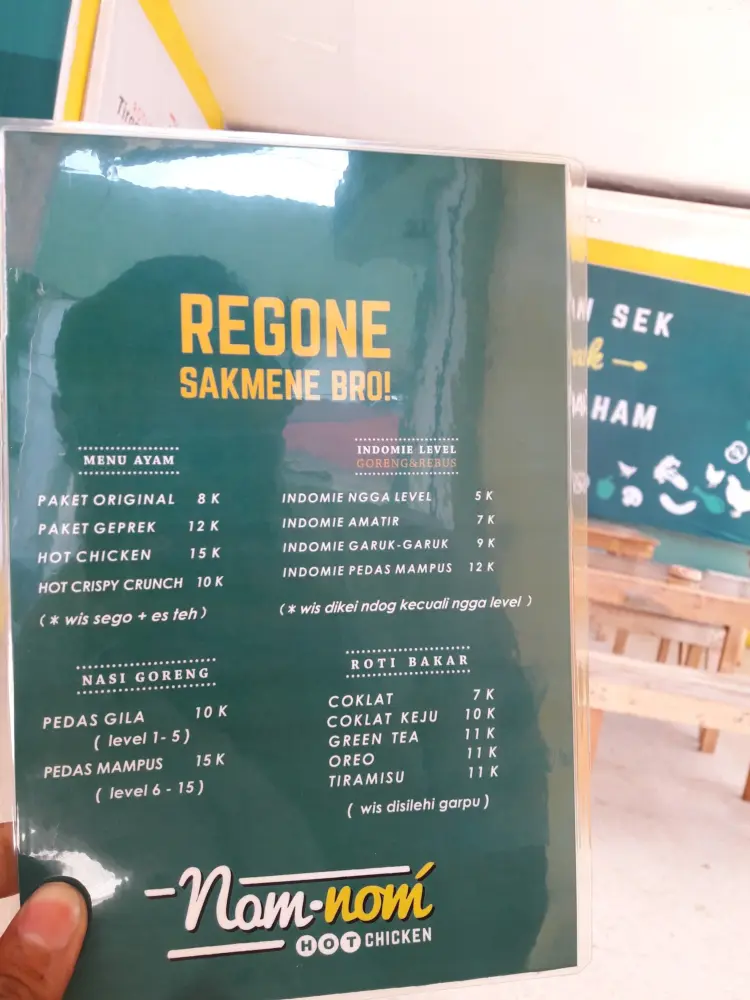 REGONE
SAKMENE BRO!
MENU AYAM
PAKET ORIGINAL 8 K
PAKET GEPREK 12 K
HOT CHICKEN 15 K
HOT CRISPY CRUNCH 10 K
(* wis sego + es teh)
INDOMIE LEVEL
GORENG&REBUS
INDOMIE NGGA LEVEL 5 K
INDOMIE AMATIR 7 K
INDOMIE GARUK-GARUK 9 K
INDOMIE PEDAS MAMPUS 12 K
(* wis dikei ndog kecuali ngga level )
NASI GORENG
PEDAS GILA 10 K
( level 1- 5 )
PEDAS MAMPUS 15 K
( level 6 - 15 )
ROTI BAKAR
COKLAT 7 K
COKLAT KEJU 10 K
GREEN TEA 11 K
OREO 11 K
TIRAMISU 11 K
( wis disilehi garpu )
Nom-nom
HOT CHICKEN
SEK
HAM